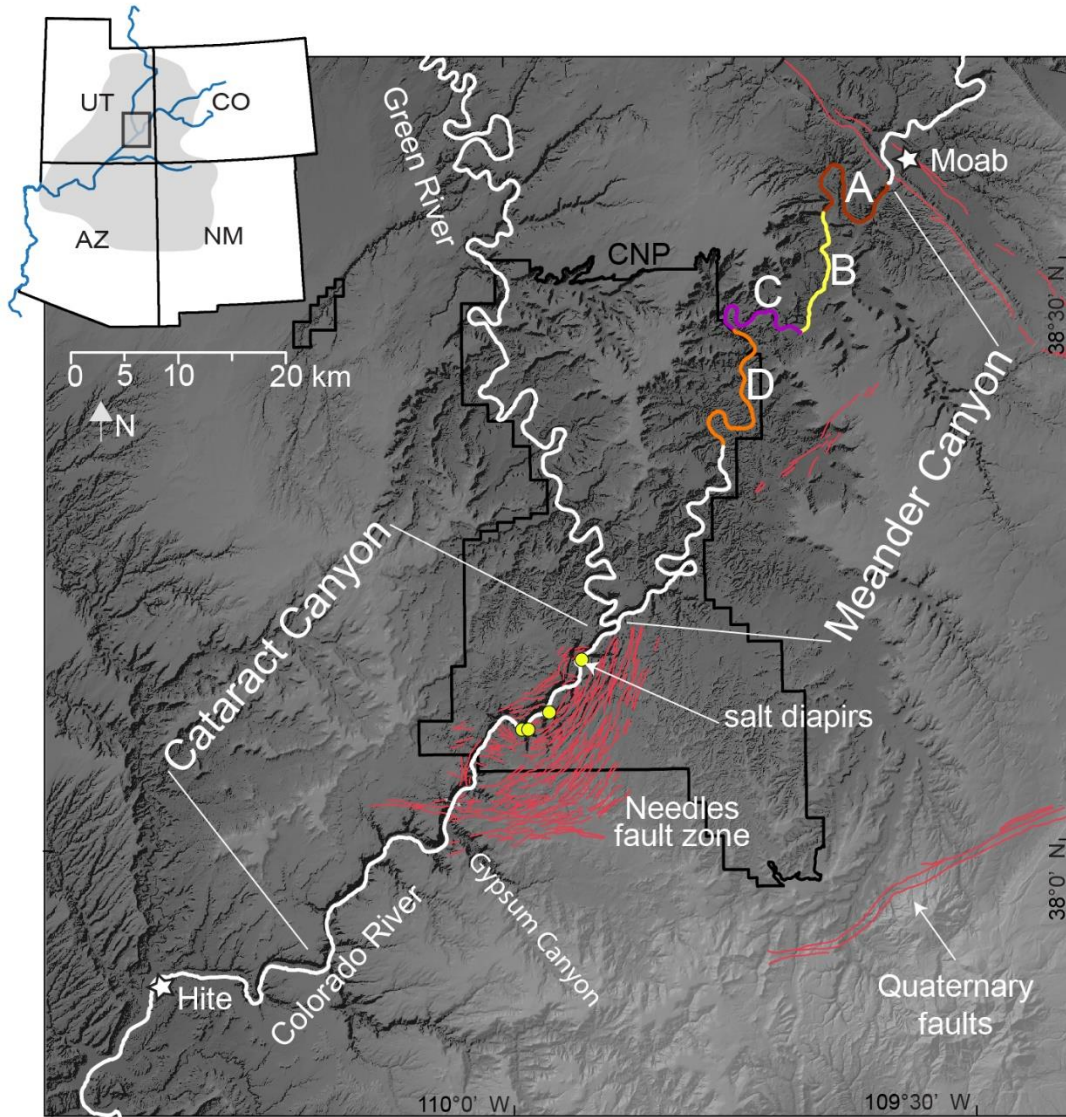 UT
CO
AZ
NM
Green River
Moab
A
B
CNP
C
D
38°30'
0 5 10 20 km
N
Meander Canyon
Cataract Canyon
salt diapirs
Needles
fault zone
Gypsum Canyon
38°0' N
Colorado River
Hite
Quaternary
faults
110°0' W
109°30' W